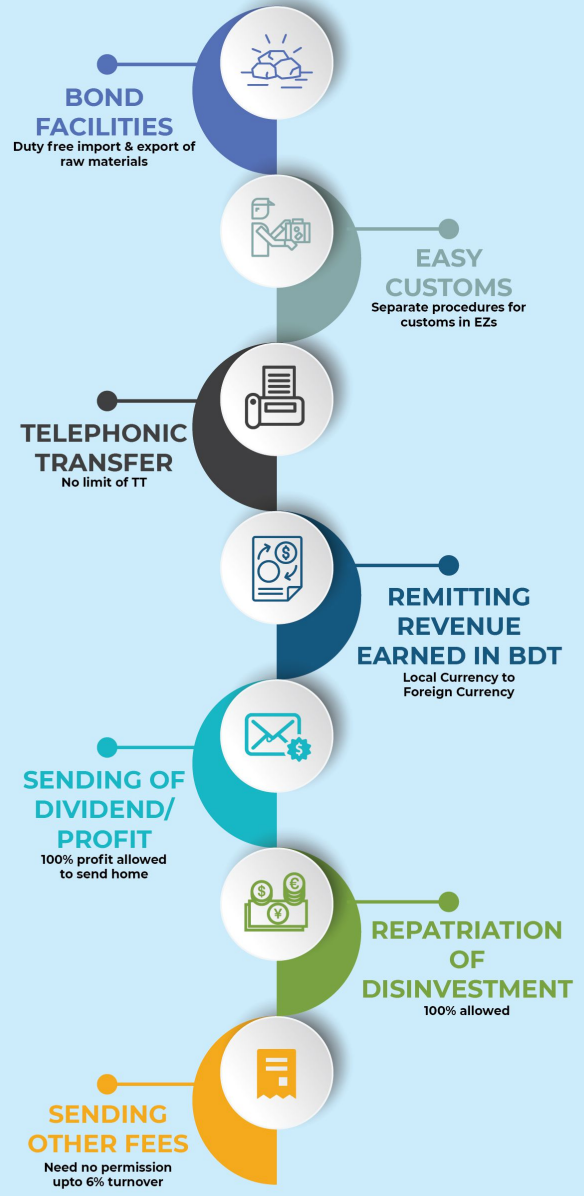 BOND
FACILITIES
Duty free import & export of
raw materials
EASY
CUSTOMS
Separate procedures for
customs in EZs
TELEPHONIC
TRANSFER
No limit of TT
REMITTING
REVENUE
EARNED IN BDT
Local Currency to
Foreign Currency
SENDING OF
DIVIDEND/
PROFIT
100% profit allowed
to send home
REPATRIATION
OF
DISINVESTMENT
100% allowed
SENDING
OTHER FEES
Need no permission
upto 6% turnover